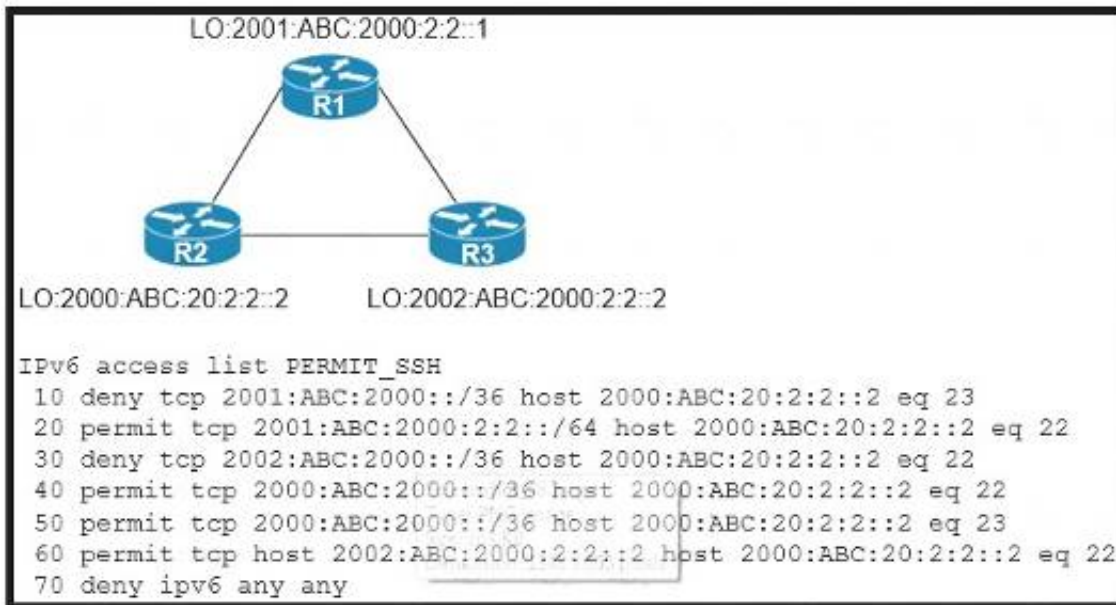 LO:2001:ABC:2000:2:2::1
R1
R2
R3
LO:2000:ABC:20:2:2::2 LO:2002:ABC:2000:2:2::2
IPv6 access list PERMIT_SSH
10 deny tcp 2001:ABC:2000::/36 host 2000:ABC:20:2:2::2 eq 23
20 permit tcp 2001:ABC:2000:2:2::/64 host 2000:ABC:20:2:2::2 eq 22
30 deny tcp 2002:ABC:2000::/36 host 2000:ABC:20:2:2::2 eq 22
40 permit tcp 2000:ABC:2000::/36 host 2000:ABC:20:2:2::2 eq 22
50 permit tcp 2000:ABC:2000::/36 host 2000:ABC:20:2:2::2 eq 23
60 permit tcp host 2002:ABC:2000:2:2::2 host 2000:ABC:20:2:2::2 eq 22
70 deny ipv6 any any